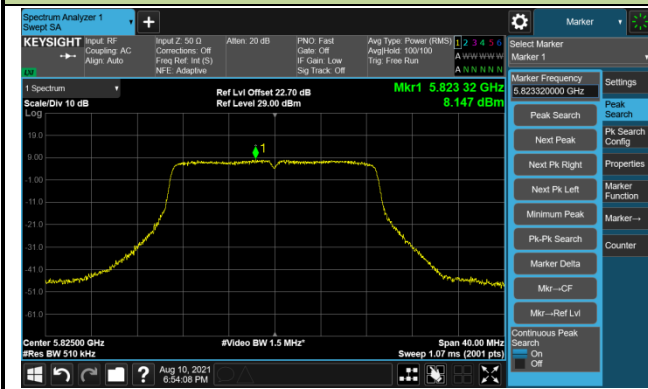 Spectrum Analyzer 1
Swept SA
Marker
KEYSIGHT
Input: RF
Coupling: AC
Align: Auto
Input Z: 50 Ω
Corrections: Off
Freq Ref: Int (S)
NFE: Adaptive
Atten: 20 dB
PNO: Fast
Gate: Off
IF Gain: Low
Sig Track: Off
Avg Type: Power (RMS)
Avg|Hold: 100/100
Trig: Free Run
1 2 3 4 5 6
A W W W W W
A N N N N N
Select Marker
Marker 1
1 Spectrum
Scale/Div 10 dB
Log
Ref Lvl Offset 22.70 dB
Ref Level 29.00 dBm
Mkr1 5.823 32 GHz
8.147 dBm
19.0
9.00
-1.00
-11.0
-21.0
-31.0
-41.0
-51.0
-61.0
1
Center 5.82500 GHz
#Res BW 510 kHz
#Video BW 1.5 MHz*
Span 40.00 MHz
Sweep 1.07 ms (2001 pts)
Marker Frequency
5.823320000 GHz
Peak Search
Next Peak
Next Pk Right
Next Pk Left
Minimum Peak
Pk-Pk Search
Marker Delta
Mkr→CF
Mkr→Ref Lvl
Continuous Peak
Search
On
Off
Settings
Peak
Search
Pk Search
Config
Properties
Marker
Function
Marker→
Counter
?
Aug 10, 2021
6:54:08 PM